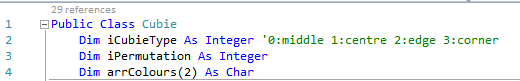 29 references
1 Public Class Cubie
2 Dim iCubieType As Integer '0:middle 1:centre 2:edge 3:corner
3 Dim iPermutation As Integer
4 Dim arrColours(2) As Char